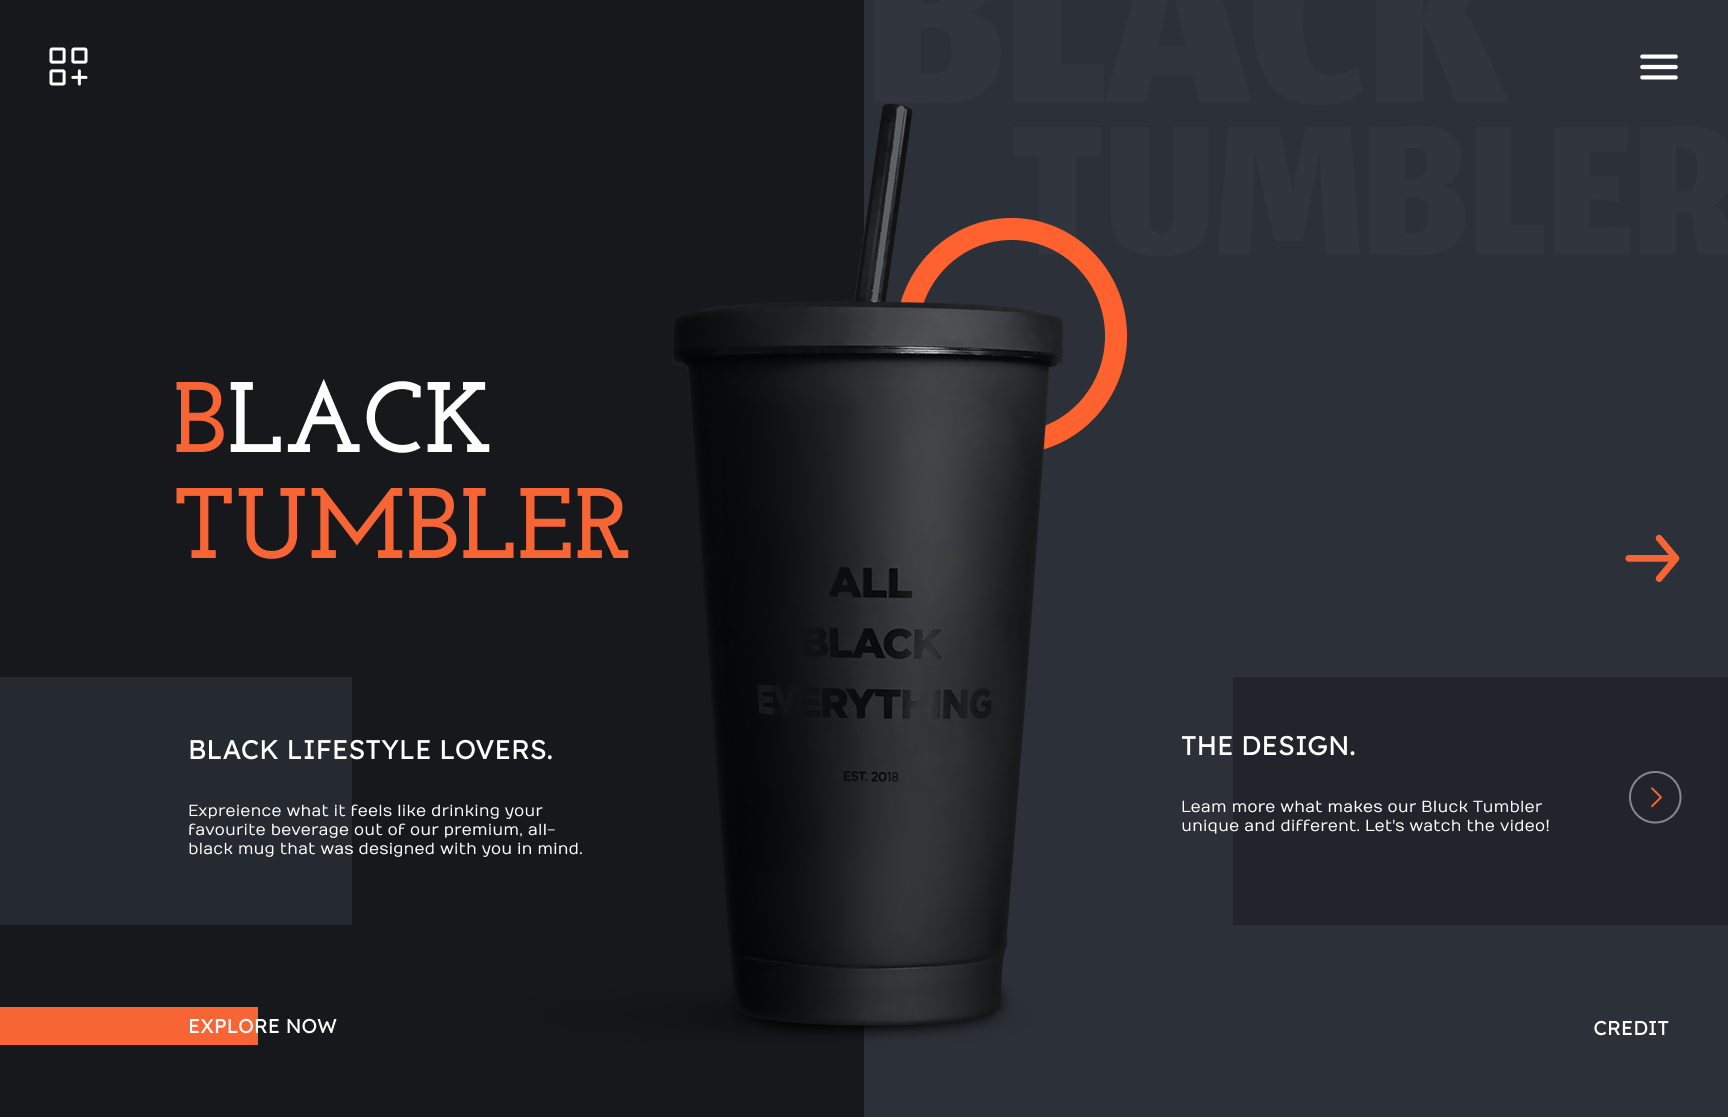 BLACK
TUMBLER
BLACK
TUMBLER
ALL
BLACK
EVERYTHING
EST. 2018
BLACK LIFESTYLE LOVERS.
Expreience what it feels like drinking your
favourite beverage out of our premium, all-
black mug that was designed with you in mind.
THE DESIGN.
Leam more what makes our Bluck Tumbler
unique and different. Let's watch the video!
EXPLORE NOW
CREDIT